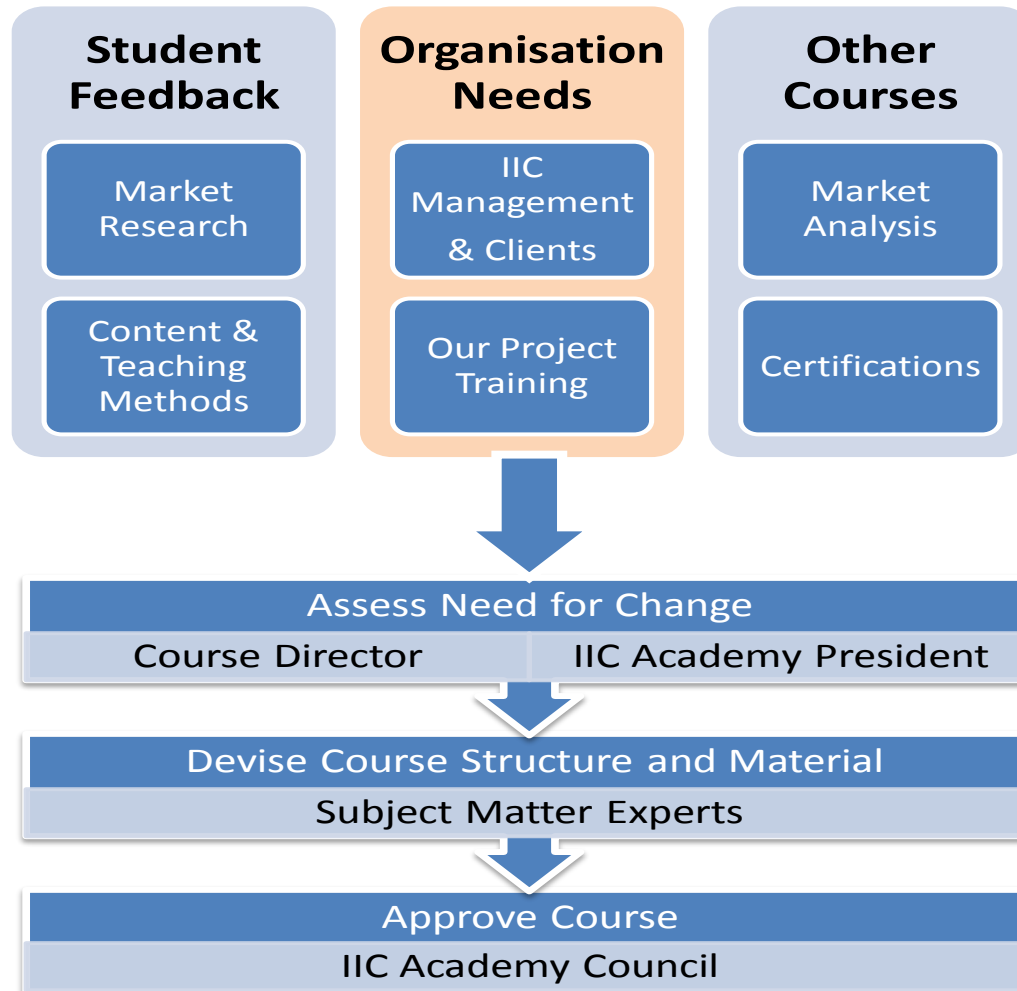 Student
Feedback
Market
Research
Content &
Teaching
Methods
Organisation
Needs
IIC
Management
& Clients
Our Project
Training
Other
Courses
Market
Analysis
Certifications
Assess Need for Change
Course Director
IIC Academy President
Devise Course Structure and Material
Subject Matter Experts
Approve Course
IIC Academy Council